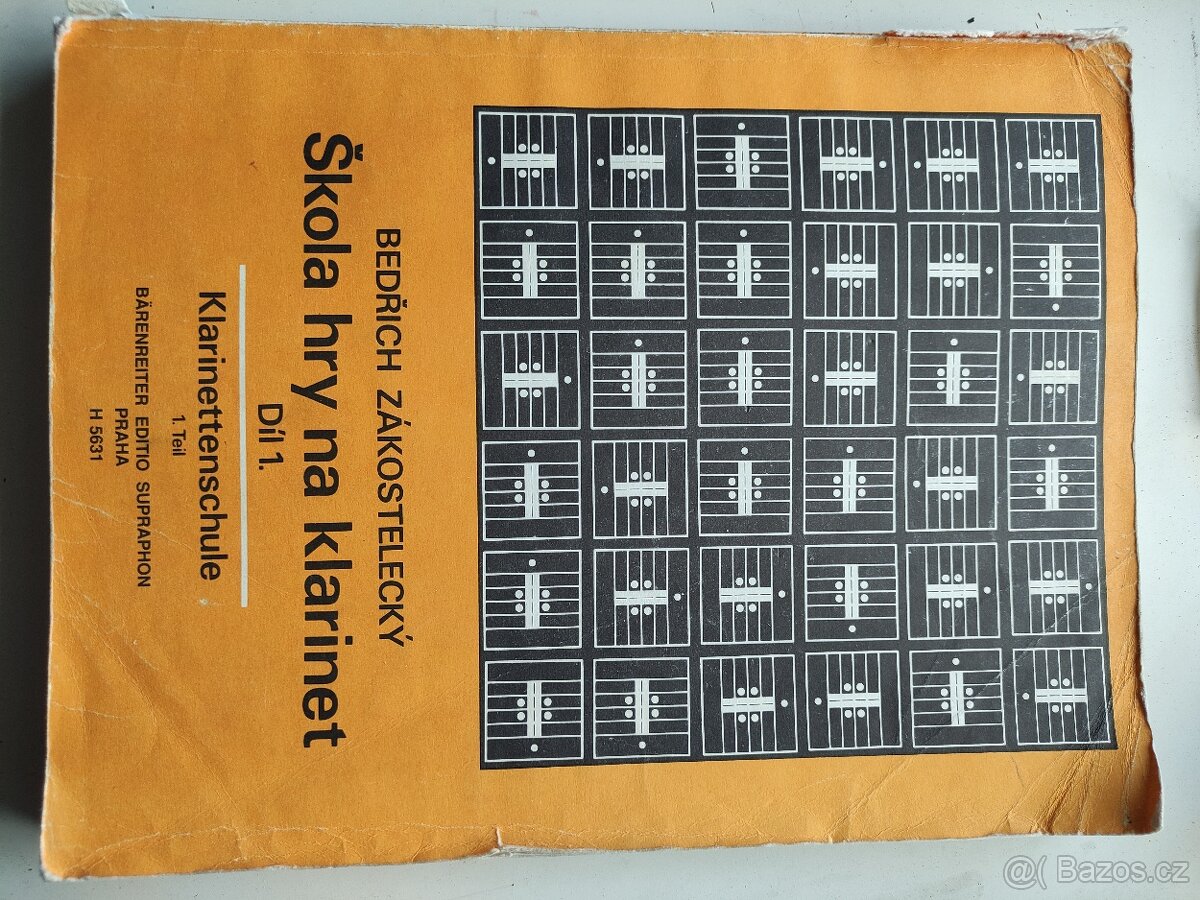 BEDŘICH ZÁKOSTELECKÝ
Škola hry na klarinet
Díl 1.
Klarinettenschule
1. Teil
BÄRENREITER EDITIO SUPRAPHON
PRAHA
H 5631
@( Bazos.cz